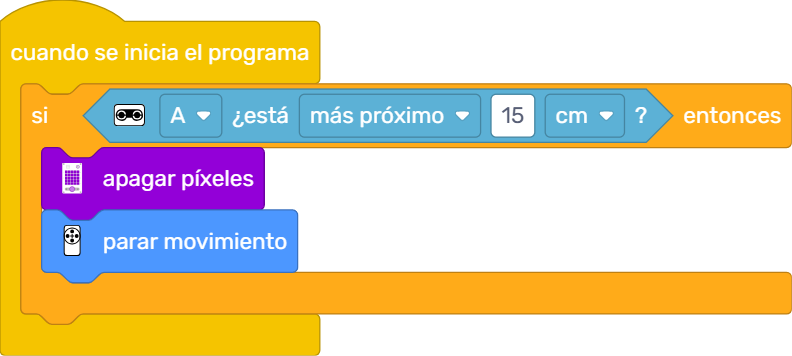 cuando se inicia el programa
si A ¿está más próximo 15 cm ? entonces
apagar píxeles
parar movimiento